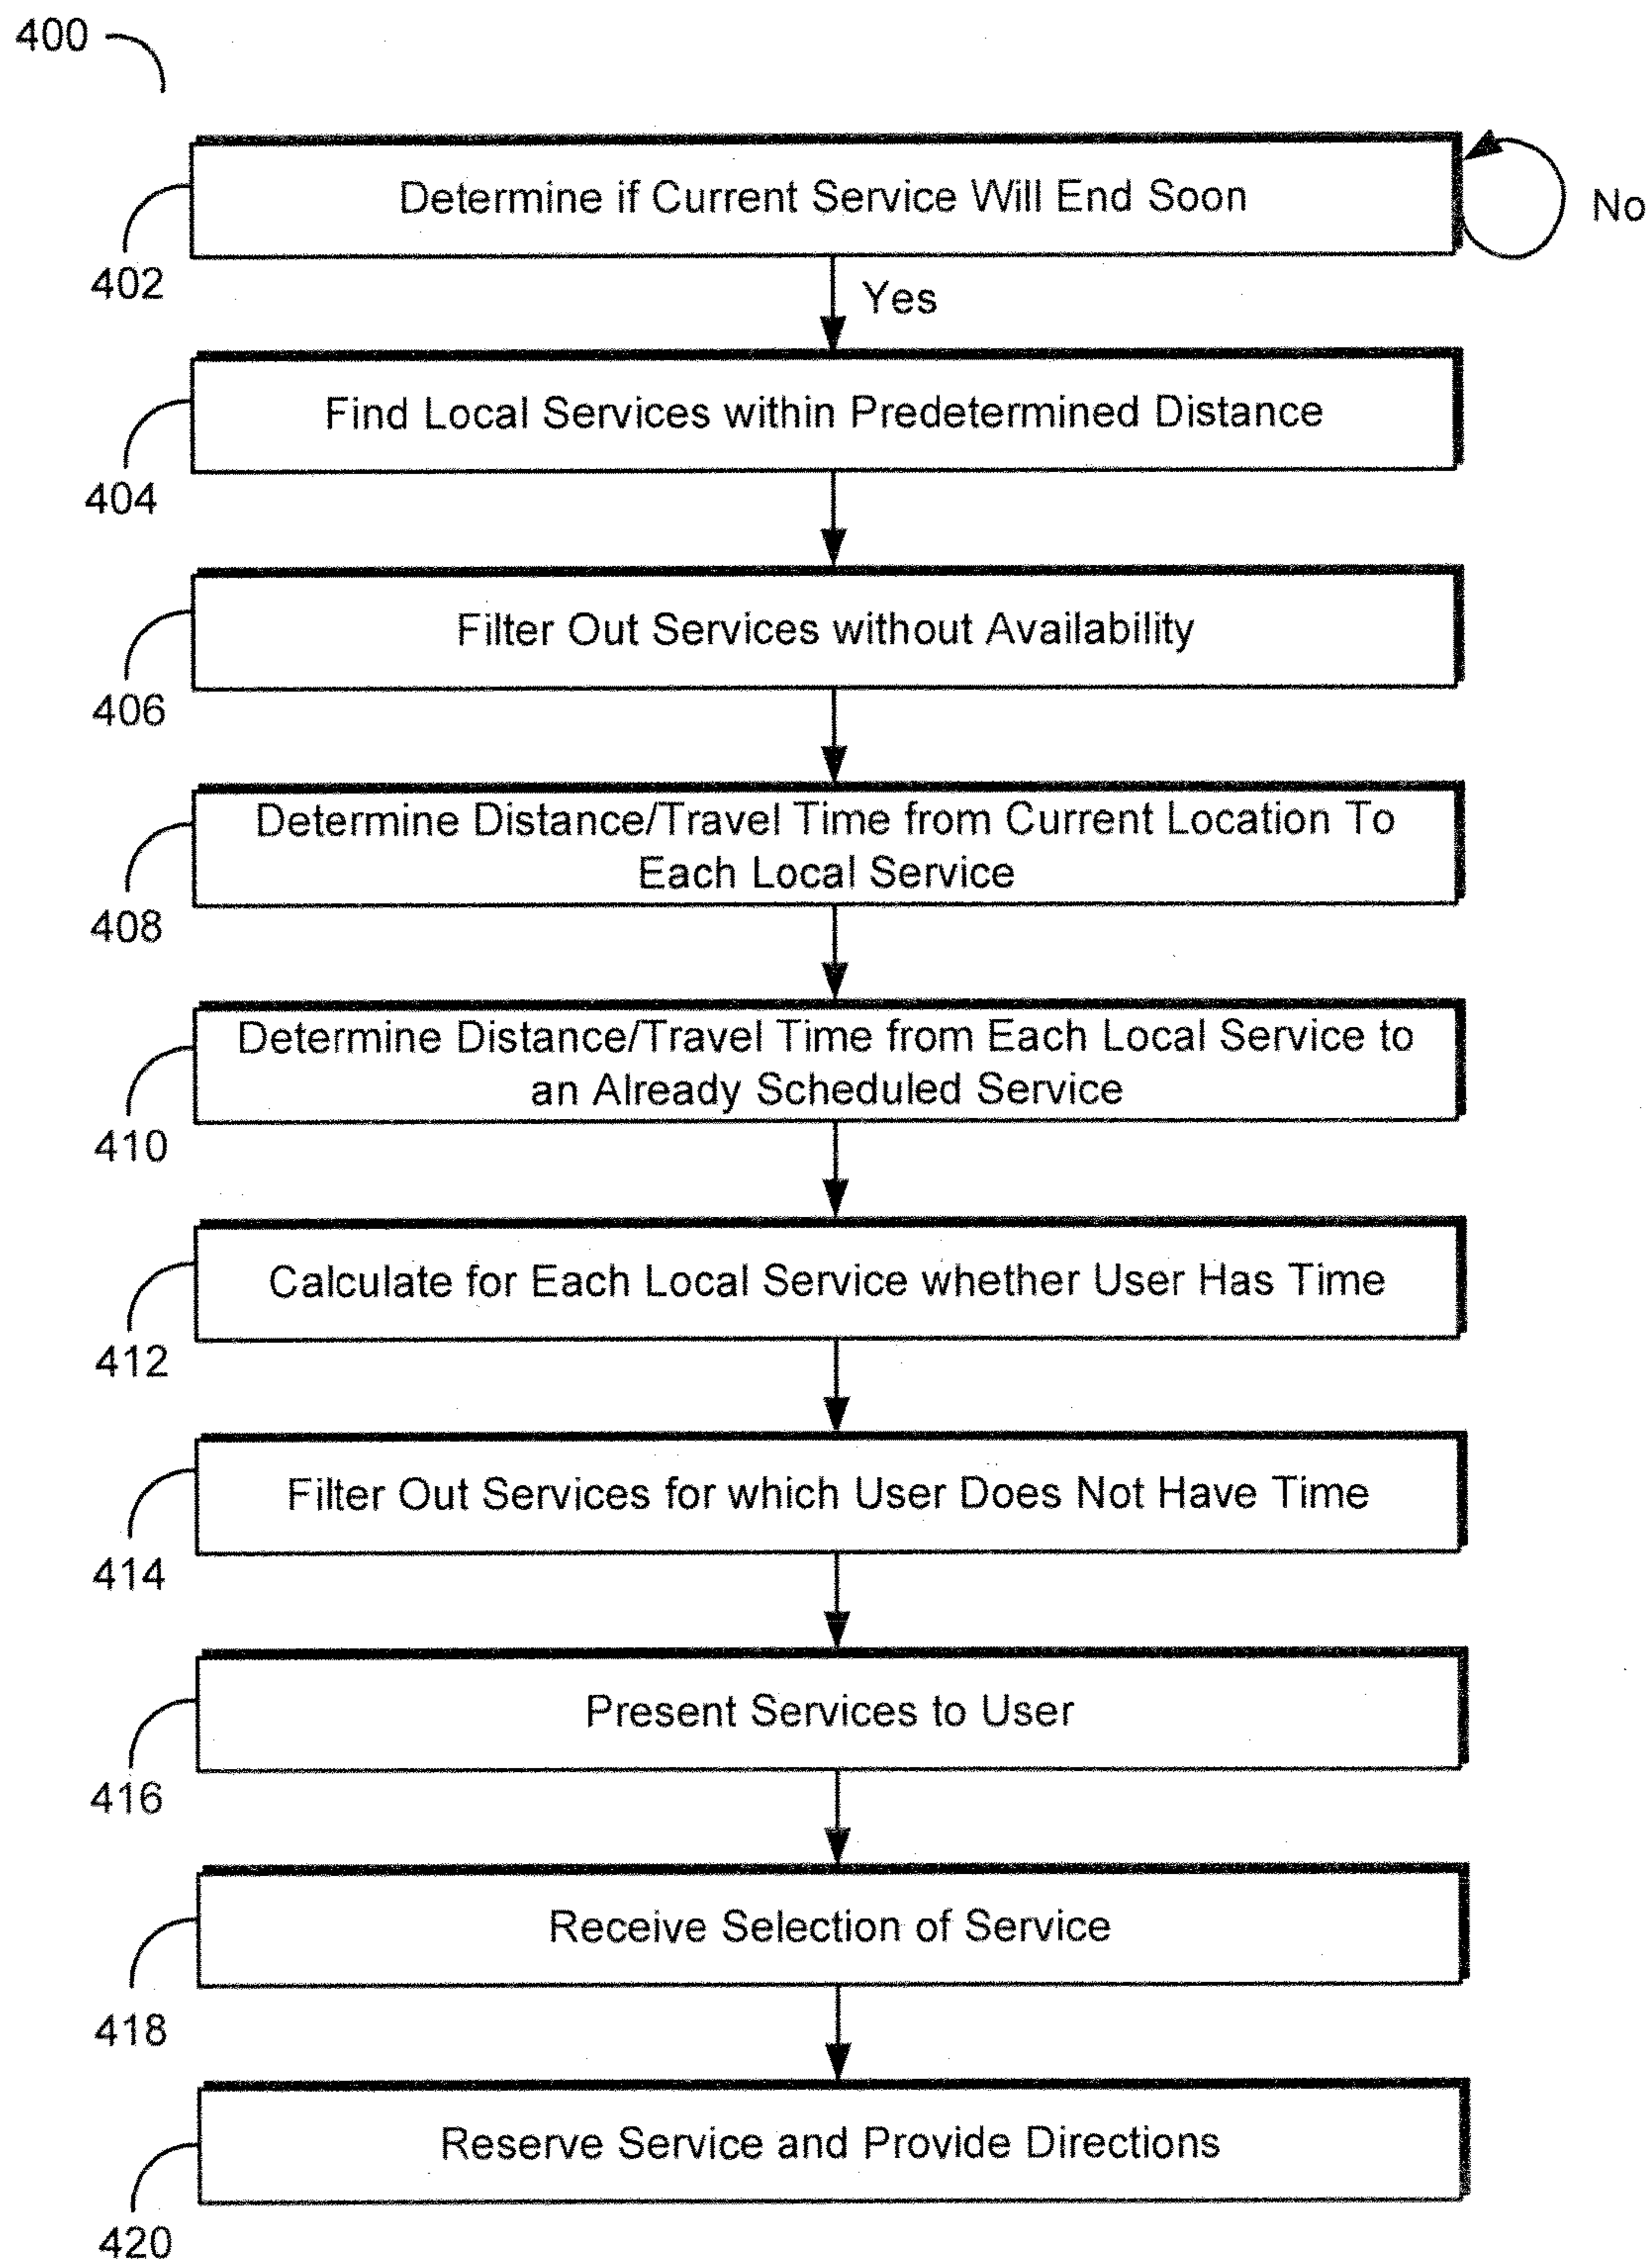 400
Determine if Current Service Will End Soon
No
402
Yes
Find Local Services within Predetermined Distance
404
Filter Out Services without Availability
406
Determine Distance/Travel Time from Current Location To
Each Local Service
408
Determine Distance/Travel Time from Each Local Service to
an Already Scheduled Service
410
Calculate for Each Local Service whether User Has Time
412
Filter Out Services for which User Does Not Have Time
414
Present Services to User
416
Receive Selection of Service
418
Reserve Service and Provide Directions
420